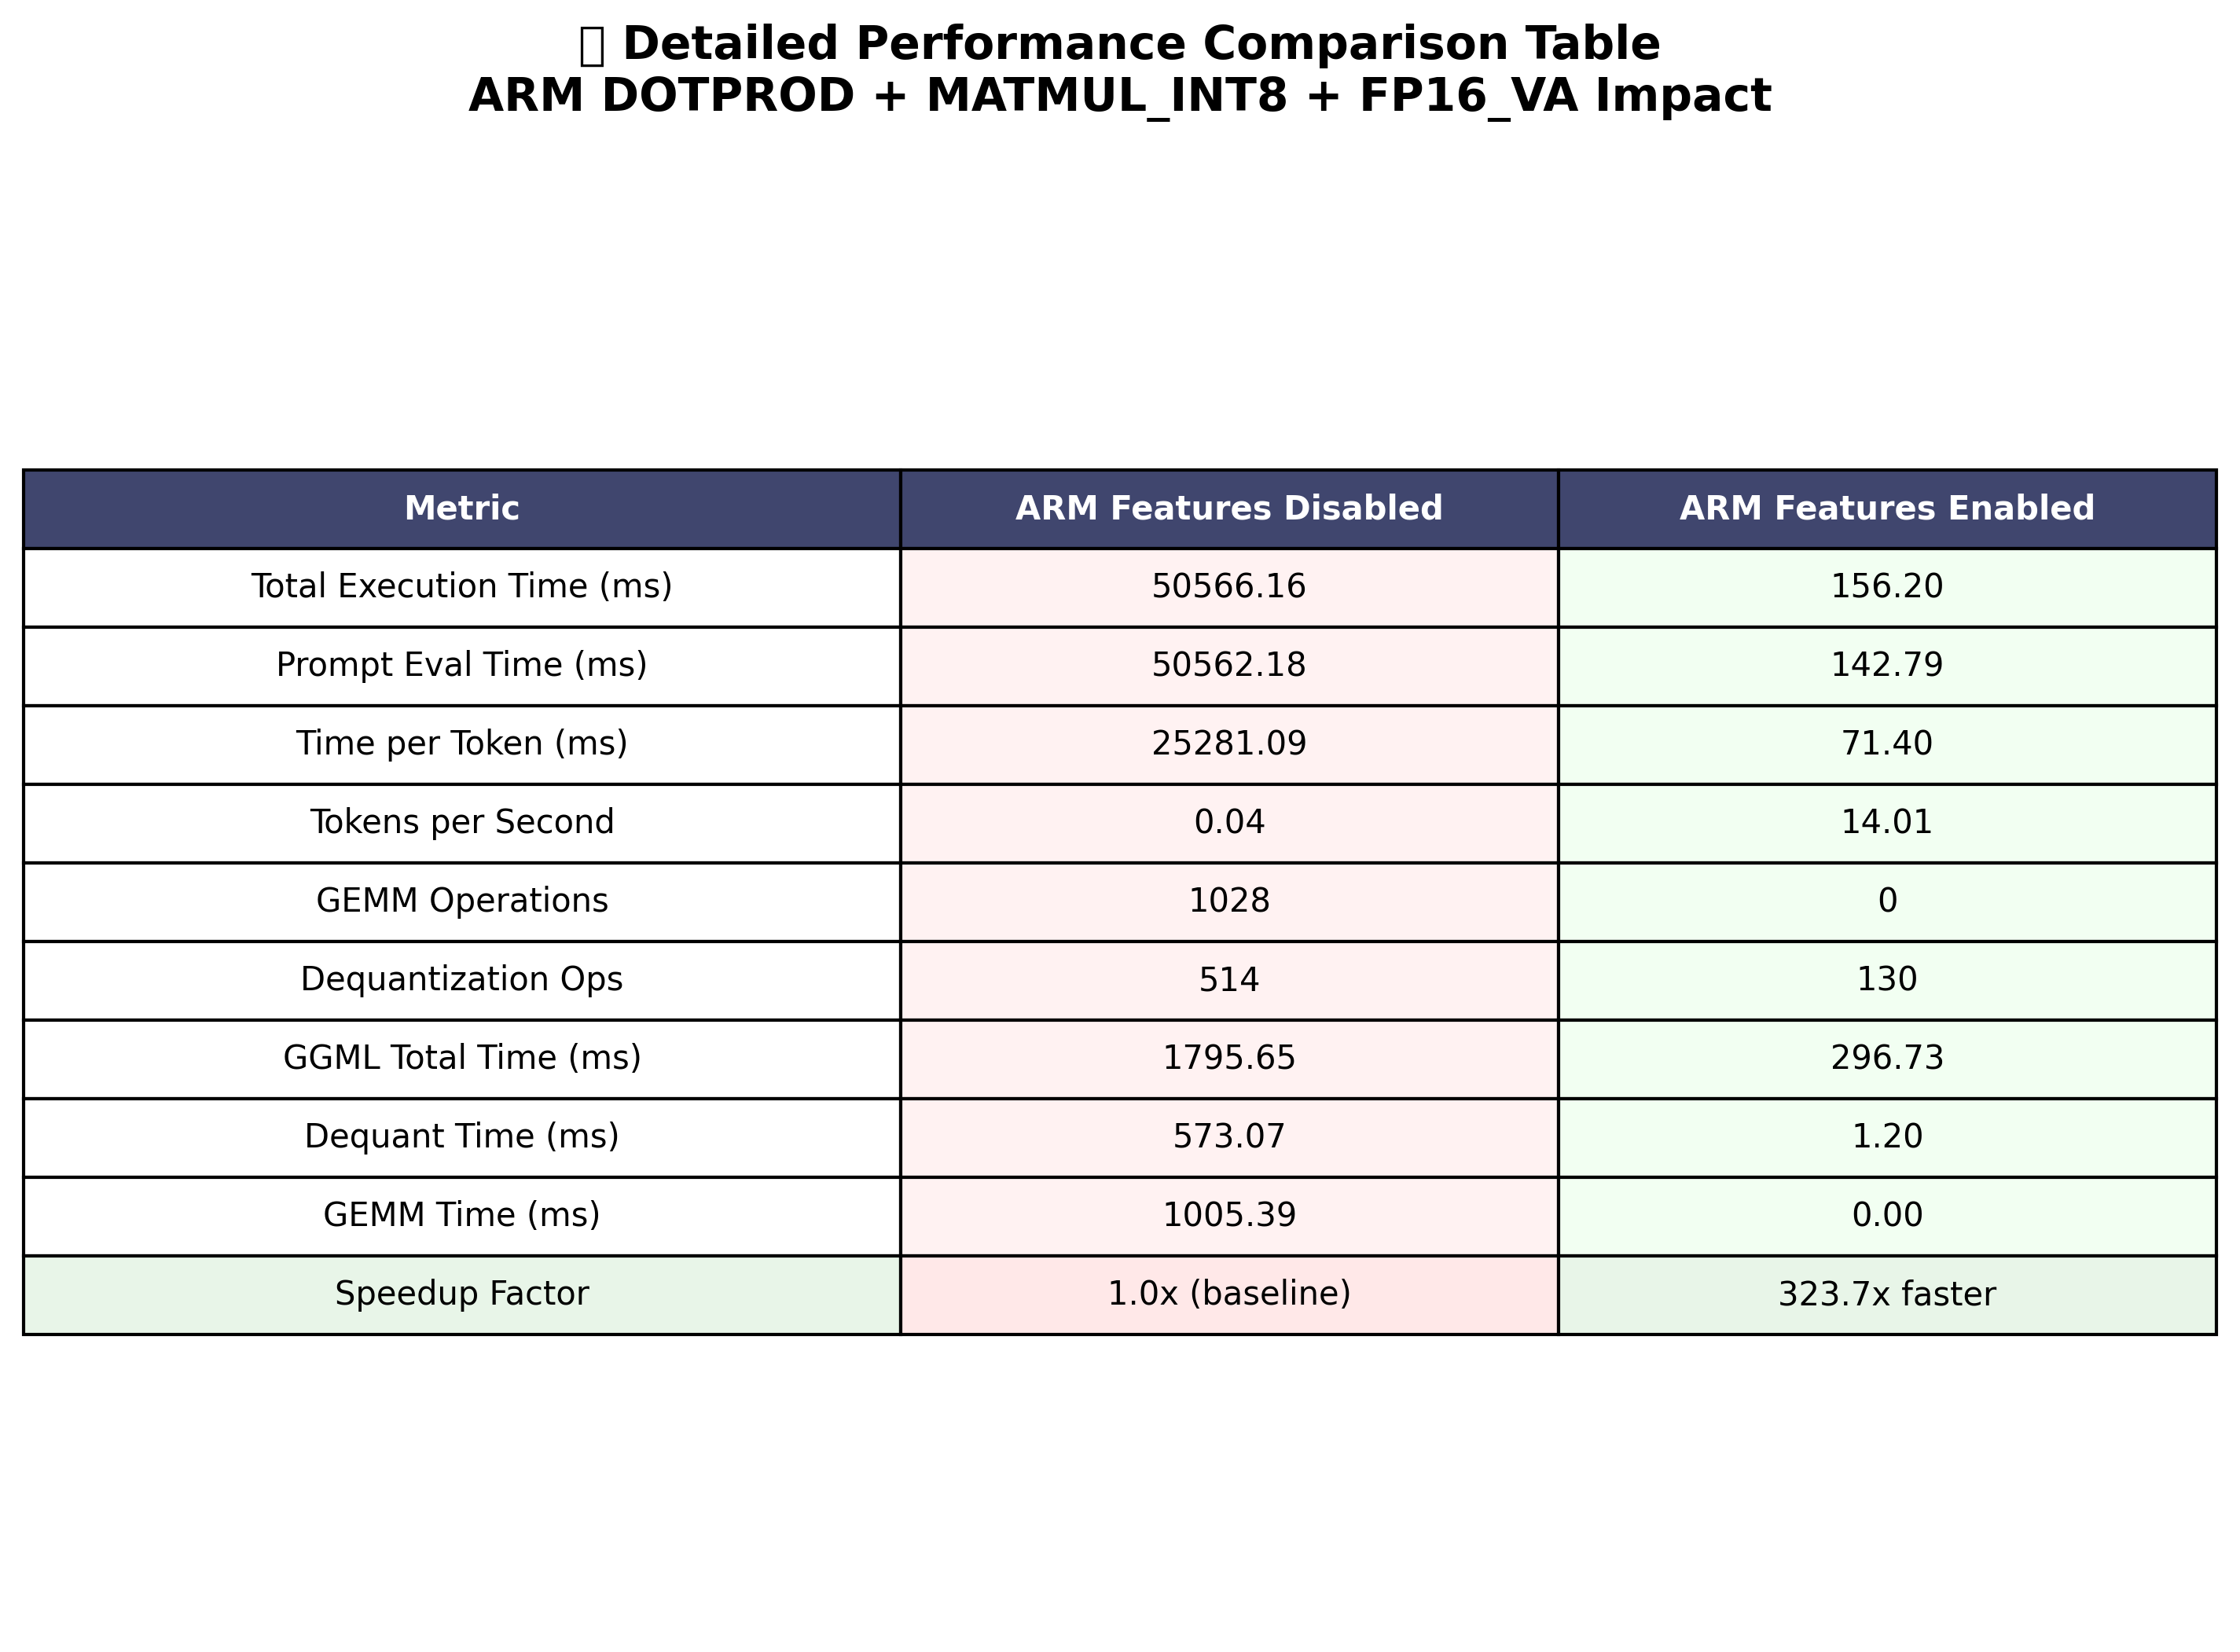 Detailed Performance Comparison Table
ARM DOTPROD + MATMUL_INT8 + FP16_VA Impact
Metric ARM Features Disabled ARM Features Enabled
Total Execution Time (ms) 50566.16 156.20
Prompt Eval Time (ms) 50562.18 142.79
Time per Token (ms) 25281.09 71.40
Tokens per Second 0.04 14.01
GEMM Operations 1028 0
Dequantization Ops 514 130
GGML Total Time (ms) 1795.65 296.73
Dequant Time (ms) 573.07 1.20
GEMM Time (ms) 1005.39 0.00
Speedup Factor 1.0x (baseline) 323.7x faster